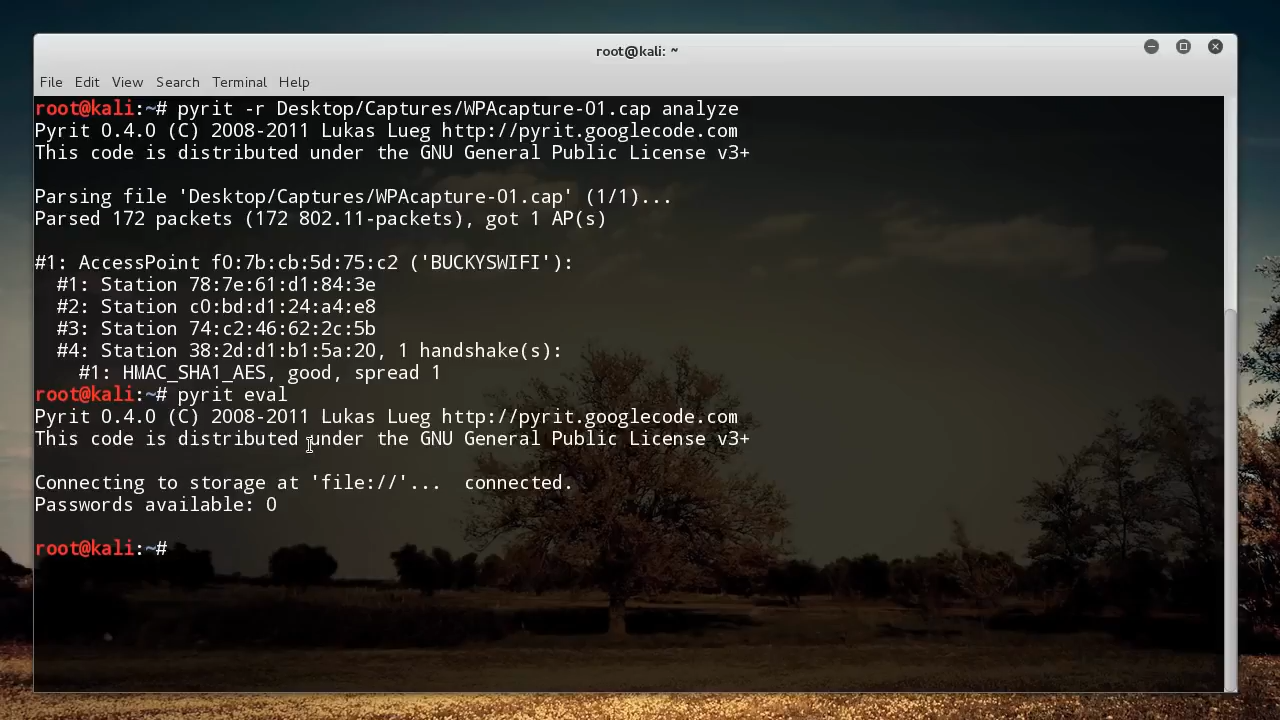 root@kali: ~
File Edit View Search Terminal Help
root@kali:~# pyrit -r Desktop/Captures/WPAcapture-01.cap analyze
Pyrit 0.4.0 (C) 2008-2011 Lukas Lueg http://pyrit.googlecode.com
This code is distributed under the GNU General Public License v3+
Parsing file 'Desktop/Captures/WPAcapture-01.cap' (1/1)...
Parsed 172 packets (172 802.11-packets), got 1 AP(s)
#1: AccessPoint f0:7b:cb:5d:75:c2 ('BUCKYSWIFI'):
#1: Station 78:7e:61:d1:84:3e
#2: Station c0:bd:d1:24:a4:e8
#3: Station 74:c2:46:62:2c:5b
#4: Station 38:2d:d1:b1:5a:20, 1 handshake(s):
#1: HMAC_SHA1_AES, good, spread 1
root@kali:~# pyrit eval
Pyrit 0.4.0 (C) 2008-2011 Lukas Lueg http://pyrit.googlecode.com
This code is distributed under the GNU General Public License v3+
Connecting to storage at 'file://'...  connected.
Passwords available: 0
root@kali:~#